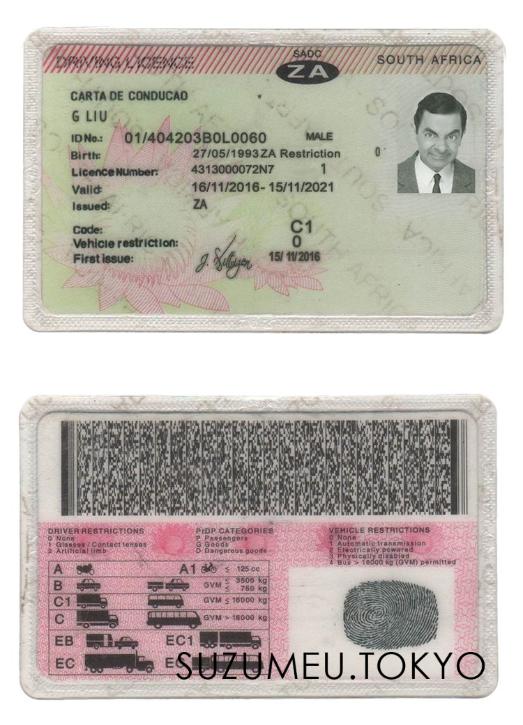 DRIVING LICENCE
SADC
ZA
SOUTH AFRICA
CARTA DE CONDUCAO
G LIU
ID No.: 01/404203B0L0060 MALE
Birth: 27/05/1993 ZA Restriction 0
Licence Number: 4313000072N7 1
Valid: 16/11/2016- 15/11/2021
Issued: ZA
Code: C1
Vehicle restriction: 0
First issue: 15/11/2016
DRIVER RESTRICTIONS
0 None
1 Glasses / Contact lenses
2 Artificial limb
PrDP CATEGORIES
P Passengers
G Goods
D Dangerous goods
VEHICLE RESTRICTIONS
0 None
1 Automatic transmission
2 Electrically powered
3 Physically disabled
4 Bus > 16000 kg (GVM) permitted
A A1 ≤ 125 cc
B GVM ≤ 3500 kg
≤ 750 kg
C1 GVM ≤ 16000 kg
C GVM > 16000 kg
EB EC1
EC
SUZUMEU.TOKYO